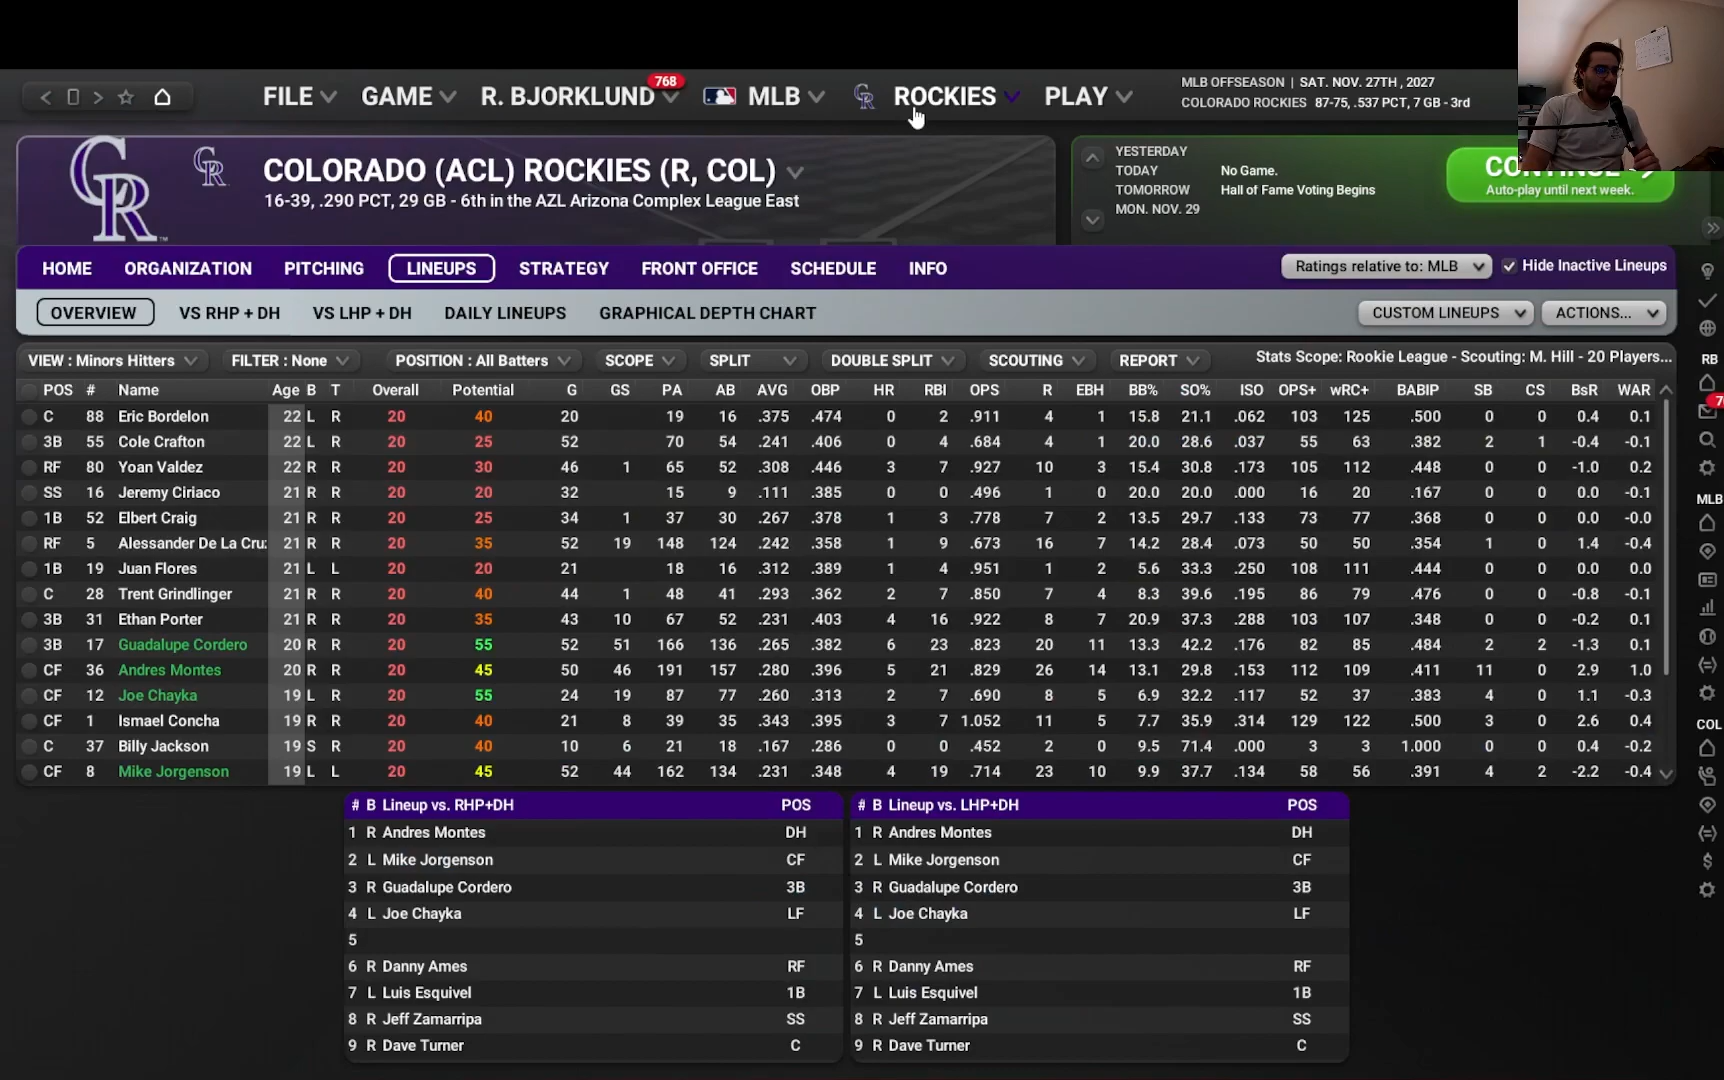 FILE GAME R. BJORKLUND 768 MLB ROCKIES PLAY
MLB OFFSEASON | SAT. NOV. 27TH , 2027
COLORADO ROCKIES 87-75, .537 PCT, 7 GB - 3rd
COLORADO (ACL) ROCKIES (R, COL)
16-39, .290 PCT, 29 GB - 6th in the AZL Arizona Complex League East
YESTERDAY
TODAY No Game.
TOMORROW Hall of Fame Voting Begins
MON. NOV. 29
Auto-play until next week.
HOME ORGANIZATION PITCHING LINEUPS STRATEGY FRONT OFFICE SCHEDULE INFO Ratings relative to: MLB Hide Inactive Lineups
OVERVIEW VS RHP + DH VS LHP + DH DAILY LINEUPS GRAPHICAL DEPTH CHART CUSTOM LINEUPS ACTIONS...
VIEW : Minors Hitters FILTER : None POSITION : All Batters SCOPE SPLIT DOUBLE SPLIT SCOUTING REPORT Stats Scope: Rookie League - Scouting: M. Hill - 20 Players...
POS # Name Age B T Overall Potential G GS PA AB AVG OBP HR RBI OPS R EBH BB% SO% ISO OPS+ wRC+ BABIP SB CS BsR WAR
C 88 Eric Bordelon 22 L R 20 40 20 19 16 .375 .474 0 2 .911 4 1 15.8 21.1 .062 103 125 .500 0 0 0.4 0.1
3B 55 Cole Crafton 22 L R 20 25 52 70 54 .241 .406 0 4 .684 4 1 20.0 28.6 .037 55 63 .382 2 1 -0.4 -0.1
RF 80 Yoan Valdez 22 R R 20 30 46 1 65 52 .308 .446 3 7 .927 10 3 15.4 30.8 .173 105 112 .448 0 0 -1.0 0.2
SS 16 Jeremy Ciriaco 21 R R 20 20 32 15 9 .111 .385 0 0 .496 1 0 20.0 20.0 .000 16 20 .167 0 0 0.0 -0.1
1B 52 Elbert Craig 21 R R 20 25 34 1 37 30 .267 .378 1 3 .778 7 2 13.5 29.7 .133 73 77 .368 0 0 0.0 -0.0
RF 5 Alessander De La Cru: 21 R R 20 35 52 19 148 124 .242 .358 1 9 .673 16 7 14.2 28.4 .073 50 50 .354 1 0 1.4 -0.4
1B 19 Juan Flores 21 L L 20 20 21 18 16 .312 .389 1 4 .951 1 2 5.6 33.3 .250 108 111 .444 0 0 0.0 0.0
C 28 Trent Grindlinger 21 R R 20 40 44 1 48 41 .293 .362 2 7 .850 7 4 8.3 39.6 .195 86 79 .476 0 0 -0.8 -0.1
3B 31 Ethan Porter 21 R R 20 35 43 10 67 52 .231 .403 4 16 .922 8 7 20.9 37.3 .288 103 107 .348 0 0 -0.2 0.1
3B 17 Guadalupe Cordero 20 R R 20 55 52 51 166 136 .265 .382 6 23 .823 20 11 13.3 42.2 .176 82 85 .484 2 2 -1.3 0.1
CF 36 Andres Montes 20 R R 20 45 50 46 191 157 .280 .396 5 21 .829 26 14 13.1 29.8 .153 112 109 .411 11 0 2.9 1.0
CF 12 Joe Chayka 19 L R 20 55 24 19 87 77 .260 .313 2 7 .690 8 5 6.9 32.2 .117 52 37 .383 4 0 1.1 -0.3
CF 1 Ismael Concha 19 R R 20 40 21 8 39 35 .343 .395 3 7 1.052 11 5 7.7 35.9 .314 129 122 .500 3 0 2.6 0.4
C 37 Billy Jackson 19 S R 20 40 10 6 21 18 .167 .286 0 0 .452 2 0 9.5 71.4 .000 3 3 1.000 0 0 0.4 -0.2
CF 8 Mike Jorgenson 19 L L 20 45 52 44 162 134 .231 .348 4 19 .714 23 10 9.9 37.7 .134 58 56 .391 4 2 -2.2 -0.4
# B Lineup vs. RHP+DH POS
1 R Andres Montes DH
2 L Mike Jorgenson CF
3 R Guadalupe Cordero 3B
4 L Joe Chayka LF
5
6 R Danny Ames RF
7 L Luis Esquivel 1B
8 R Jeff Zamarripa SS
9 R Dave Turner C
# B Lineup vs. LHP+DH POS
1 R Andres Montes DH
2 L Mike Jorgenson CF
3 R Guadalupe Cordero 3B
4 L Joe Chayka LF
5
6 R Danny Ames RF
7 L Luis Esquivel 1B
8 R Jeff Zamarripa SS
9 R Dave Turner C
RB
MLB
COL